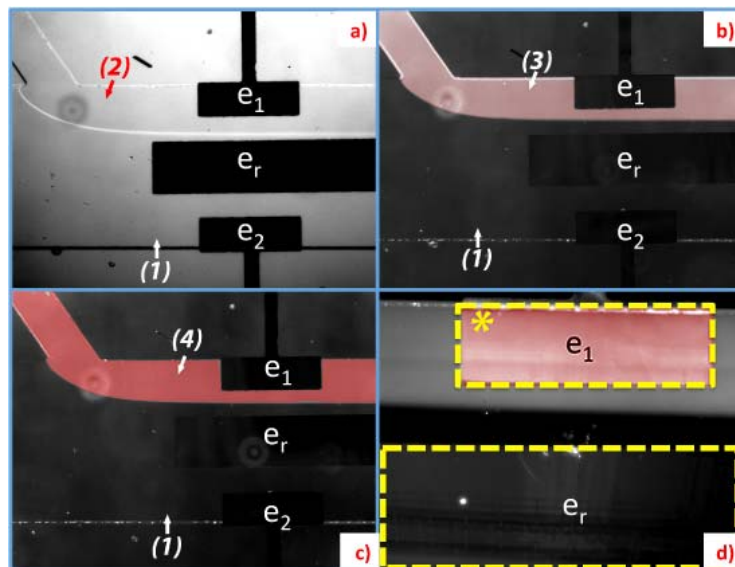 a)
(2)
e1
er
e2
(1)
b)
(3)
e1
er
e2
(1)
(4)
e1
er
e2
(1)
c)
*
e1
er
d)